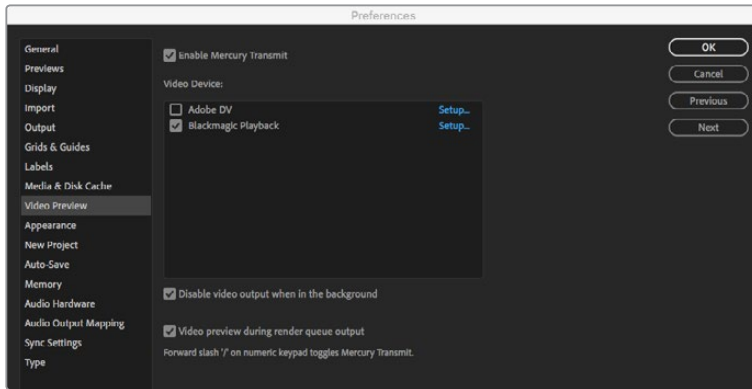 Preferences
General
Previews
Display
Import
Output
Grids & Guides
Labels
Media & Disk Cache
Video Preview
Appearance
New Project
Auto-Save
Memory
Audio Hardware
Audio Output Mapping
Sync Settings
Type
Enable Mercury Transmit
Video Device:
Adobe DV Setup...
Blackmagic Playback Setup...
Disable video output when in the background
Video preview during render queue output
Forward slash '/' on numeric keypad toggles Mercury Transmit.
OK
Cancel
Previous
Next